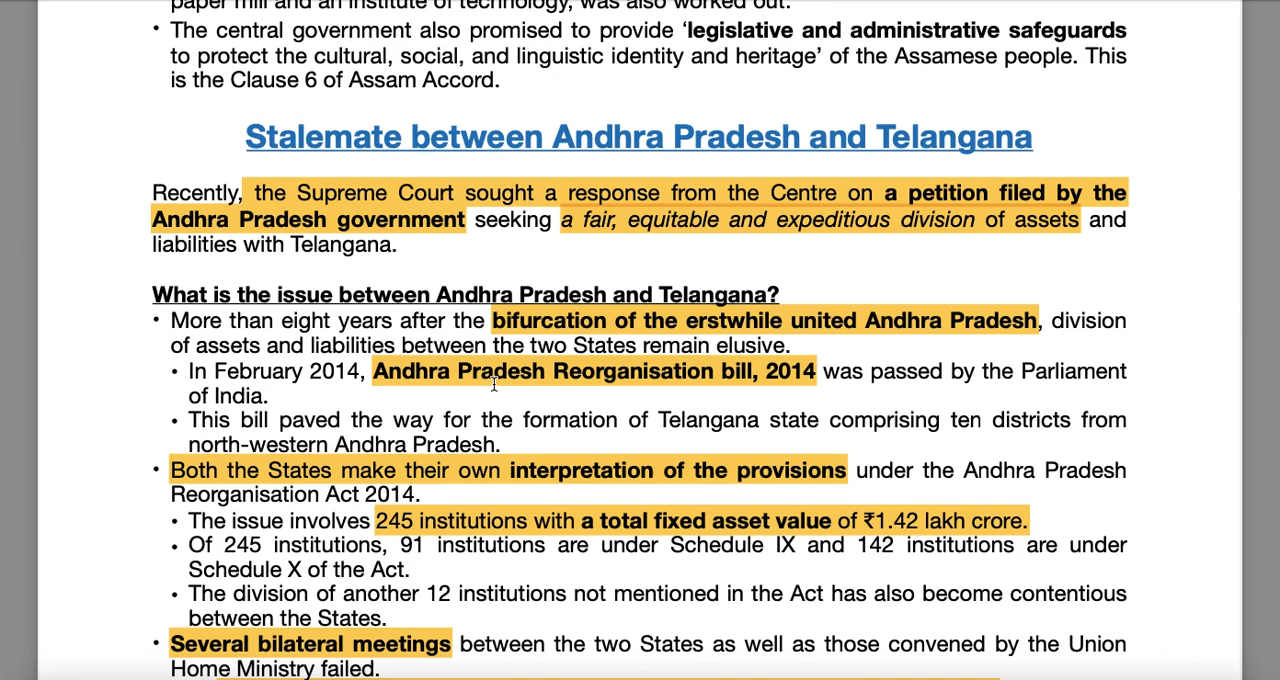 paper mill and an institute of technology, was also worked out.
• The central government also promised to provide ‘legislative and administrative safeguards
to protect the cultural, social, and linguistic identity and heritage’ of the Assamese people. This
is the Clause 6 of Assam Accord.
Stalemate between Andhra Pradesh and Telangana
Recently, the Supreme Court sought a response from the Centre on a petition filed by the
Andhra Pradesh government seeking a fair, equitable and expeditious division of assets and
liabilities with Telangana.
What is the issue between Andhra Pradesh and Telangana?
• More than eight years after the bifurcation of the erstwhile united Andhra Pradesh, division
of assets and liabilities between the two States remain elusive.
• In February 2014, Andhra Pradesh Reorganisation bill, 2014 was passed by the Parliament
of India.
• This bill paved the way for the formation of Telangana state comprising ten districts from
north-western Andhra Pradesh.
• Both the States make their own interpretation of the provisions under the Andhra Pradesh
Reorganisation Act 2014.
• The issue involves 245 institutions with a total fixed asset value of ₹1.42 lakh crore.
• Of 245 institutions, 91 institutions are under Schedule IX and 142 institutions are under
Schedule X of the Act.
• The division of another 12 institutions not mentioned in the Act has also become contentious
between the States.
• Several bilateral meetings between the two States as well as those convened by the Union
Home Ministry failed.